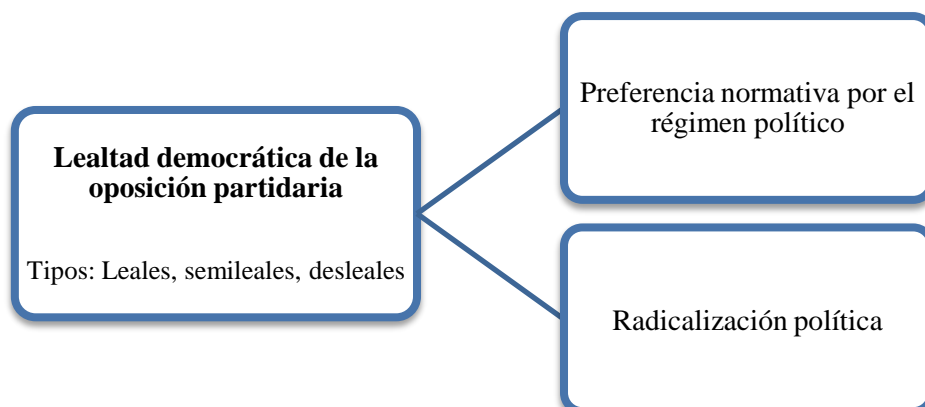 Lealtad democrática de la
oposición partidaria
Tipos: Leales, semileales, desleales
Preferencia normativa por el
régimen político
Radicalización política